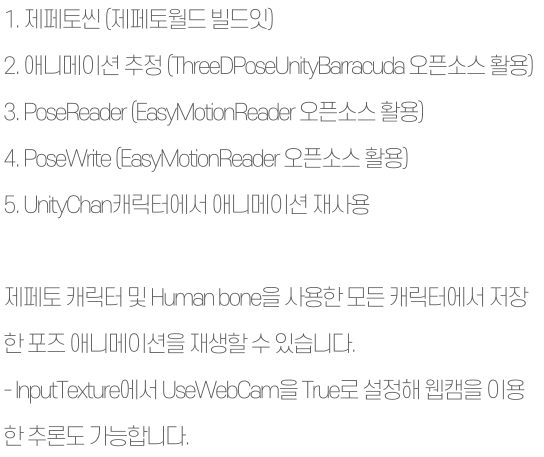 1. 제페토씬 (제페토월드 빌드잇)
2. 애니메이션 추정 (ThreeDPoseUnityBarracuda 오픈소스 활용)
3. PoseReader (EasyMotionReader 오픈소스 활용)
4. PoseWrite (EasyMotionReader 오픈소스 활용)
5. UnityChan캐릭터에서 애니메이션 재사용
제페토 캐릭터 및 Human bone을 사용한 모든 캐릭터에서 저장
한 포즈 애니메이션을 재생할 수 있습니다.
- InputTexture에서 UseWebCam을 True로 설정해 웹캠을 이용
한 추론도 가능합니다.